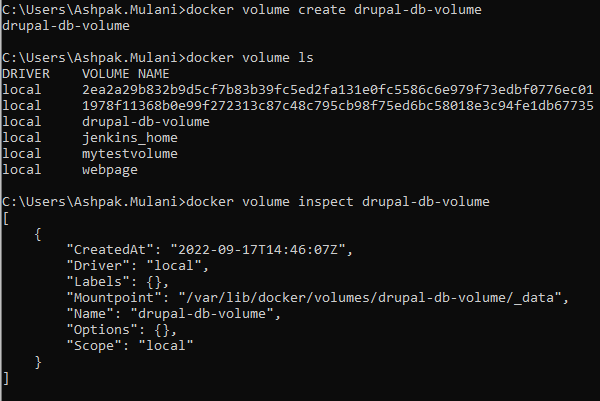 C:\Users\Ashpak.Mulani>docker volume create drupal-db-volume
drupal-db-volume
C:\Users\Ashpak.Mulani>docker volume ls
DRIVER    VOLUME NAME
local     2ea2a29b832b9d5cf7b83b39fc5ed2fa131e0fc5586c6e979f73edbf0776ec01
local     1978f11368b0e99f272313c87c48c795cb98f75ed6bc58018e3c94fe1db67735
local     drupal-db-volume
local     jenkins_home
local     mytestvolume
local     webpage
C:\Users\Ashpak.Mulani>docker volume inspect drupal-db-volume
[
    {
        "CreatedAt": "2022-09-17T14:46:07Z",
        "Driver": "local",
        "Labels": {},
        "Mountpoint": "/var/lib/docker/volumes/drupal-db-volume/_data",
        "Name": "drupal-db-volume",
        "Options": {},
        "Scope": "local"
    }
]